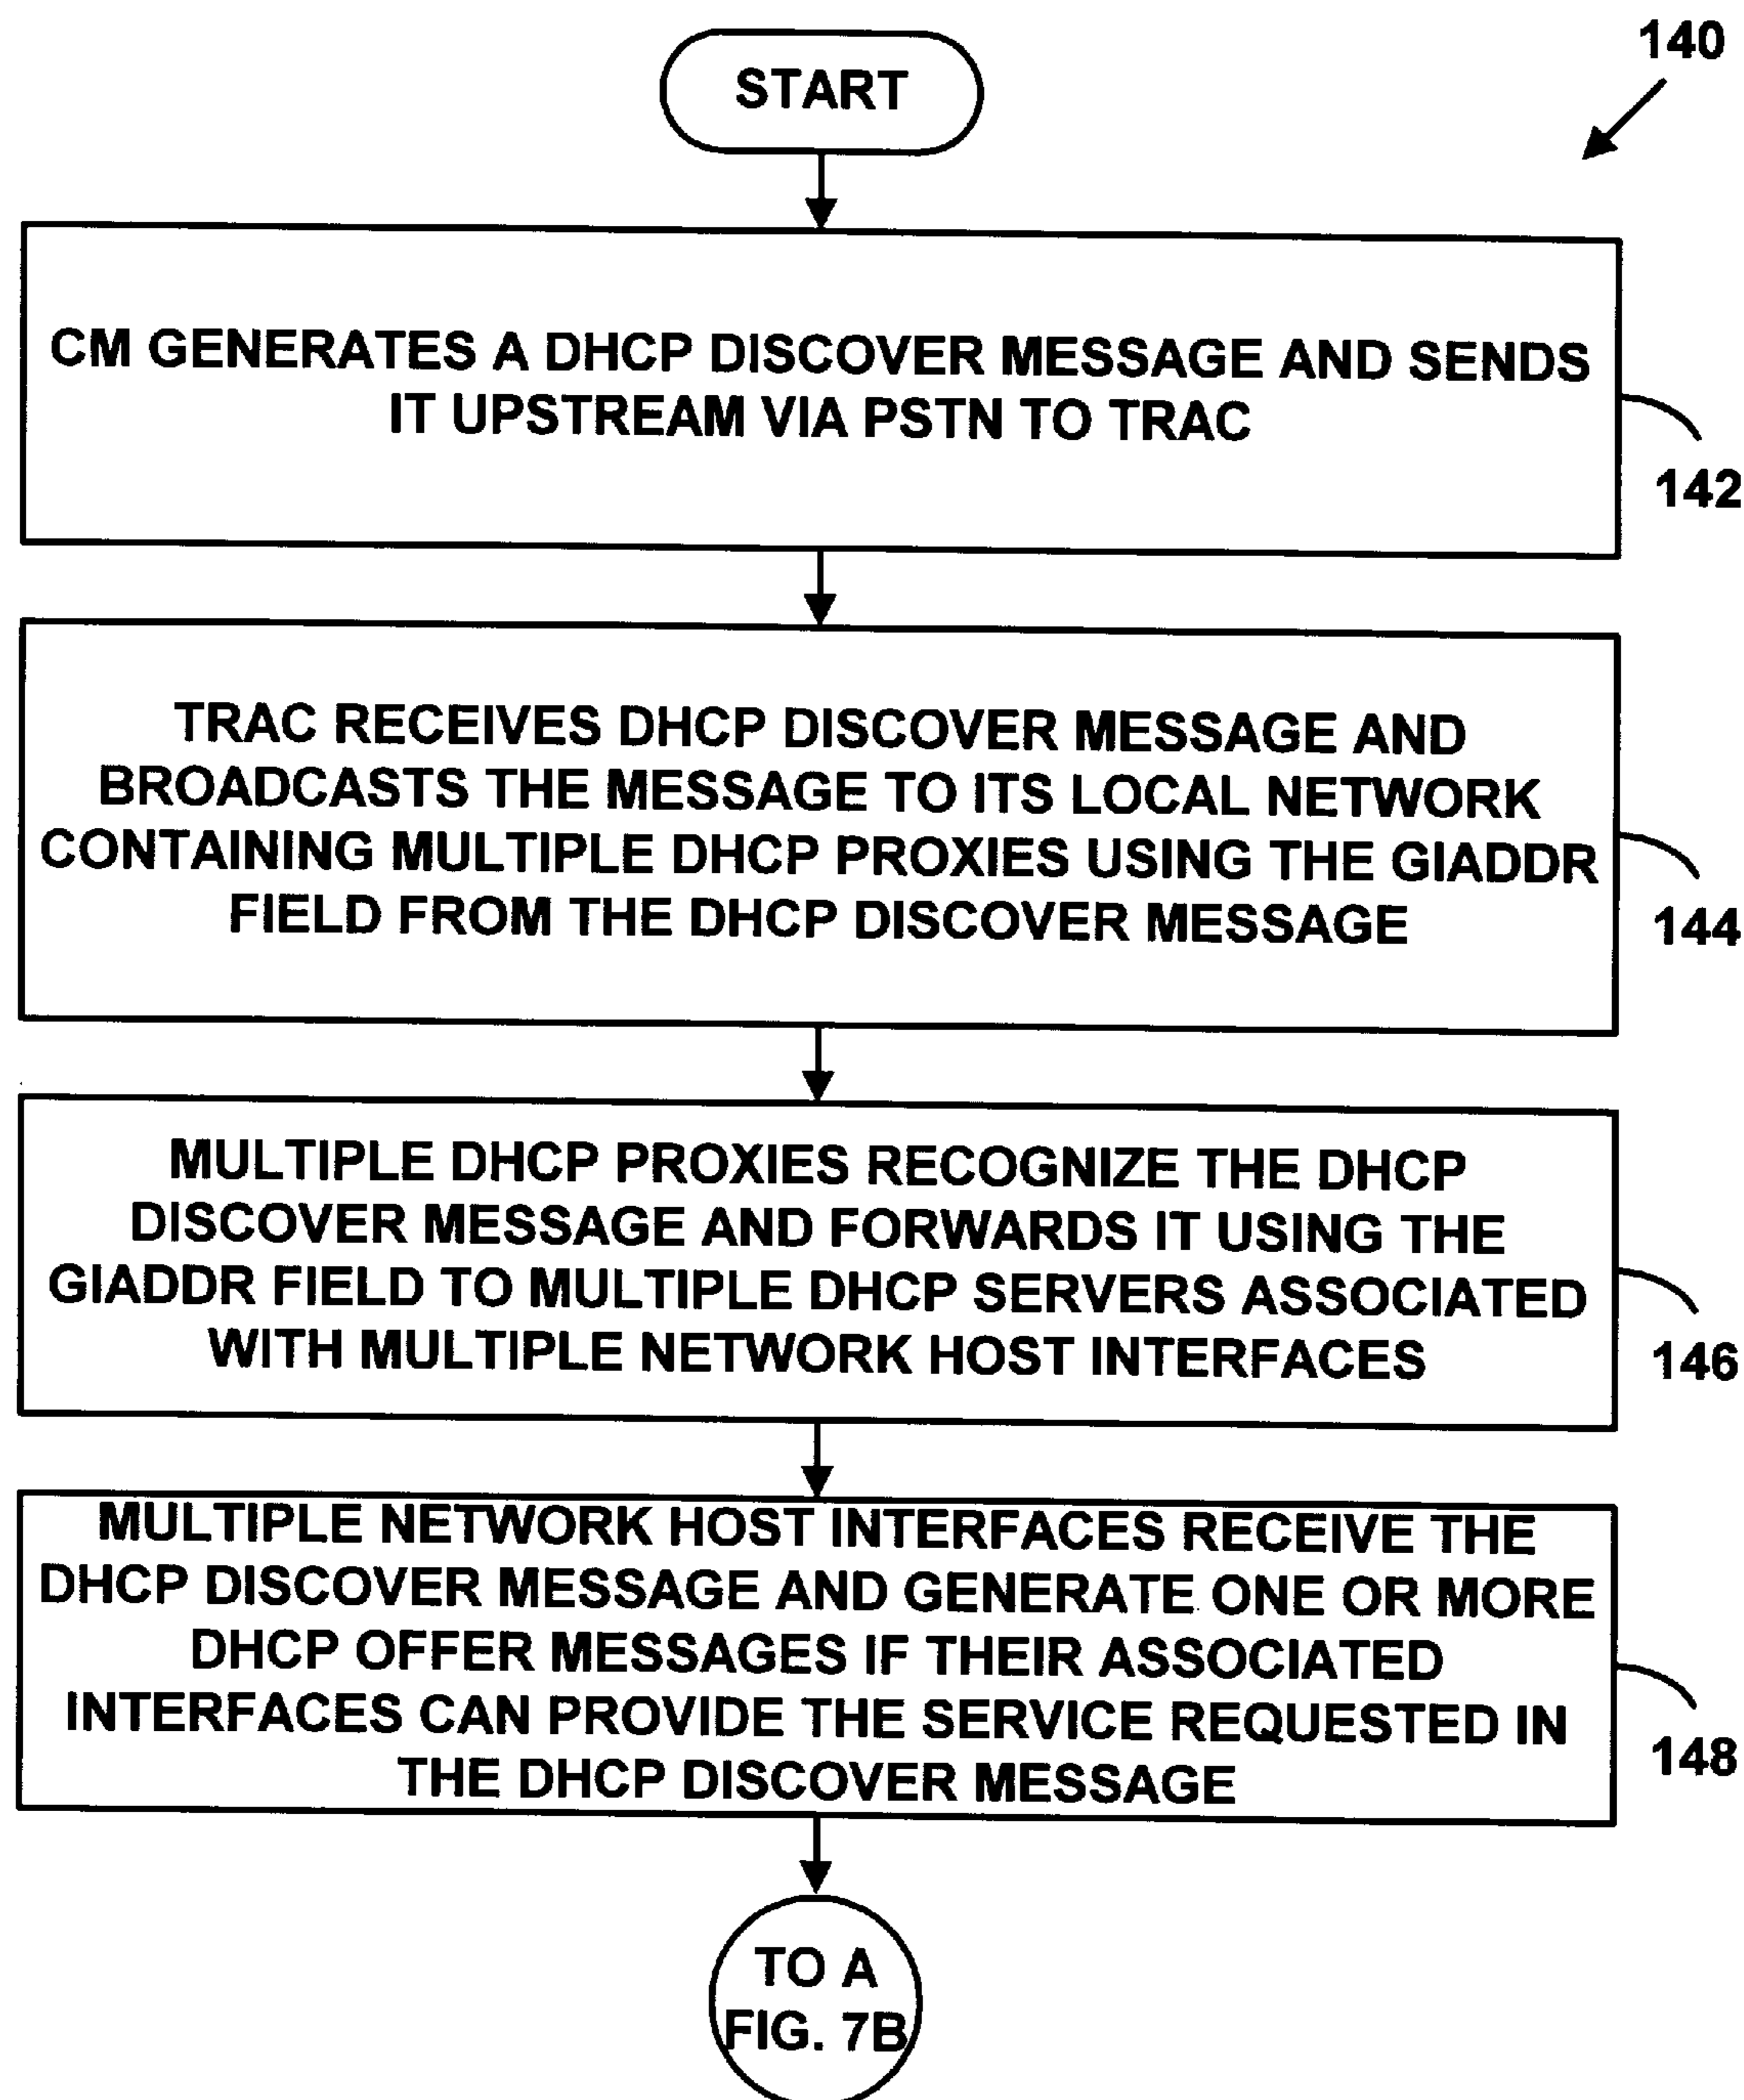 140
START
CM GENERATES A DHCP DISCOVER MESSAGE AND SENDS
IT UPSTREAM VIA PSTN TO TRAC
142
TRAC RECEIVES DHCP DISCOVER MESSAGE AND
BROADCASTS THE MESSAGE TO ITS LOCAL NETWORK
CONTAINING MULTIPLE DHCP PROXIES USING THE GIADDR
FIELD FROM THE DHCP DISCOVER MESSAGE
144
MULTIPLE DHCP PROXIES RECOGNIZE THE DHCP
DISCOVER MESSAGE AND FORWARDS IT USING THE
GIADDR FIELD TO MULTIPLE DHCP SERVERS ASSOCIATED
WITH MULTIPLE NETWORK HOST INTERFACES
146
MULTIPLE NETWORK HOST INTERFACES RECEIVE THE
DHCP DISCOVER MESSAGE AND GENERATE ONE OR MORE
DHCP OFFER MESSAGES IF THEIR ASSOCIATED
INTERFACES CAN PROVIDE THE SERVICE REQUESTED IN
THE DHCP DISCOVER MESSAGE
148
TO A
FIG. 7B